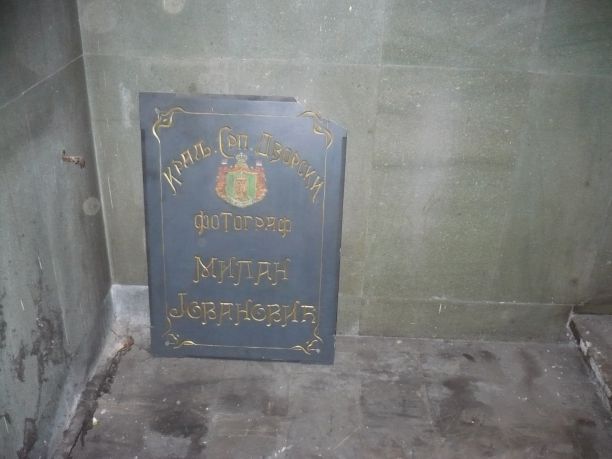 Краљ. Срп. Дворски
фотограф
Милан
Јовановић